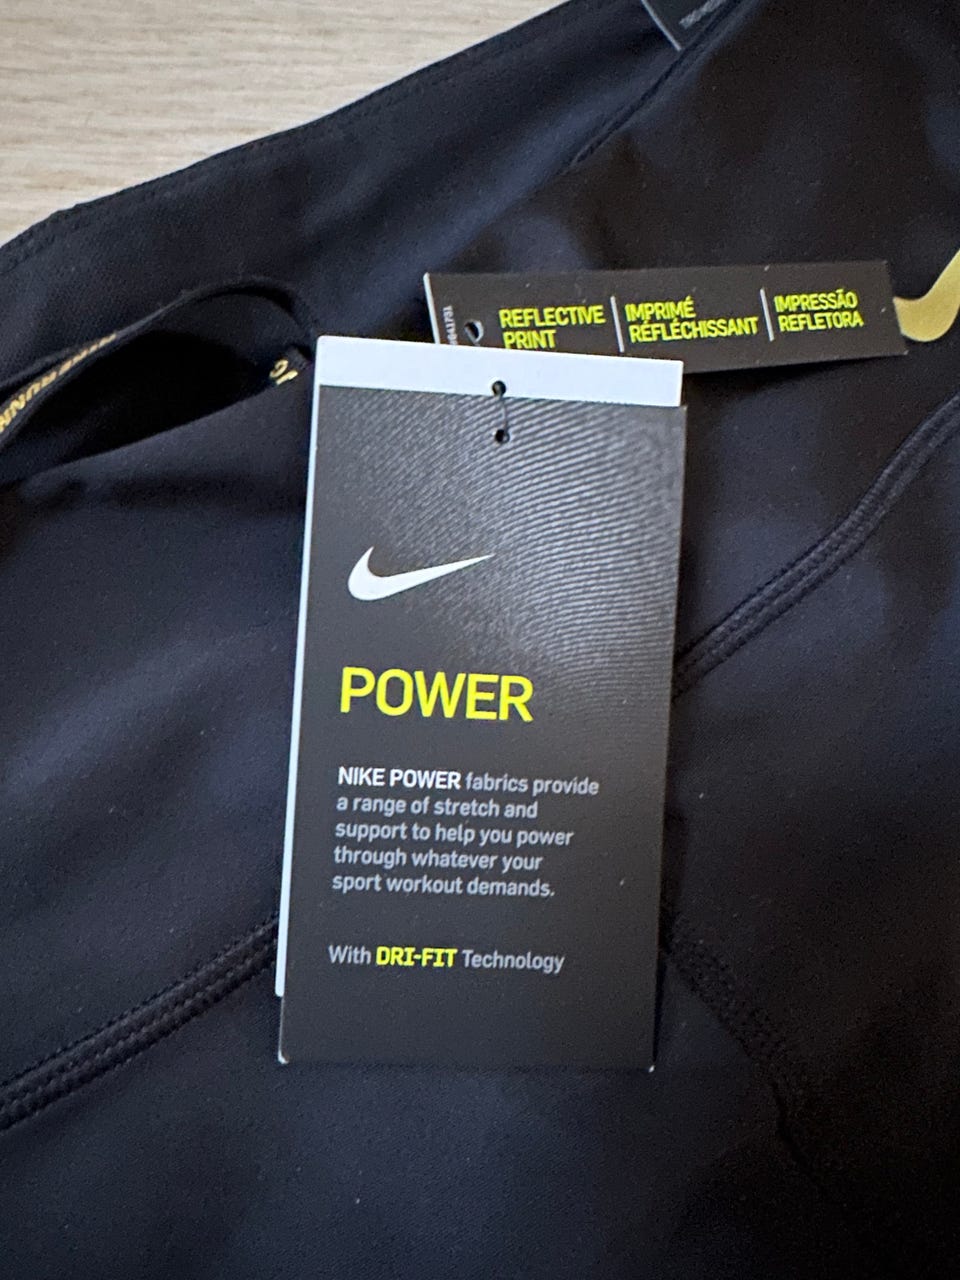 REFLECTIVE
PRINT
IMPRIMÉ
RÉFLÉCHISSANT
IMPRESSÃO
REFLETORA
POWER
NIKE POWER fabrics provide
a range of stretch and
support to help you power
through whatever your
sport workout demands.
With DRI-FIT Technology